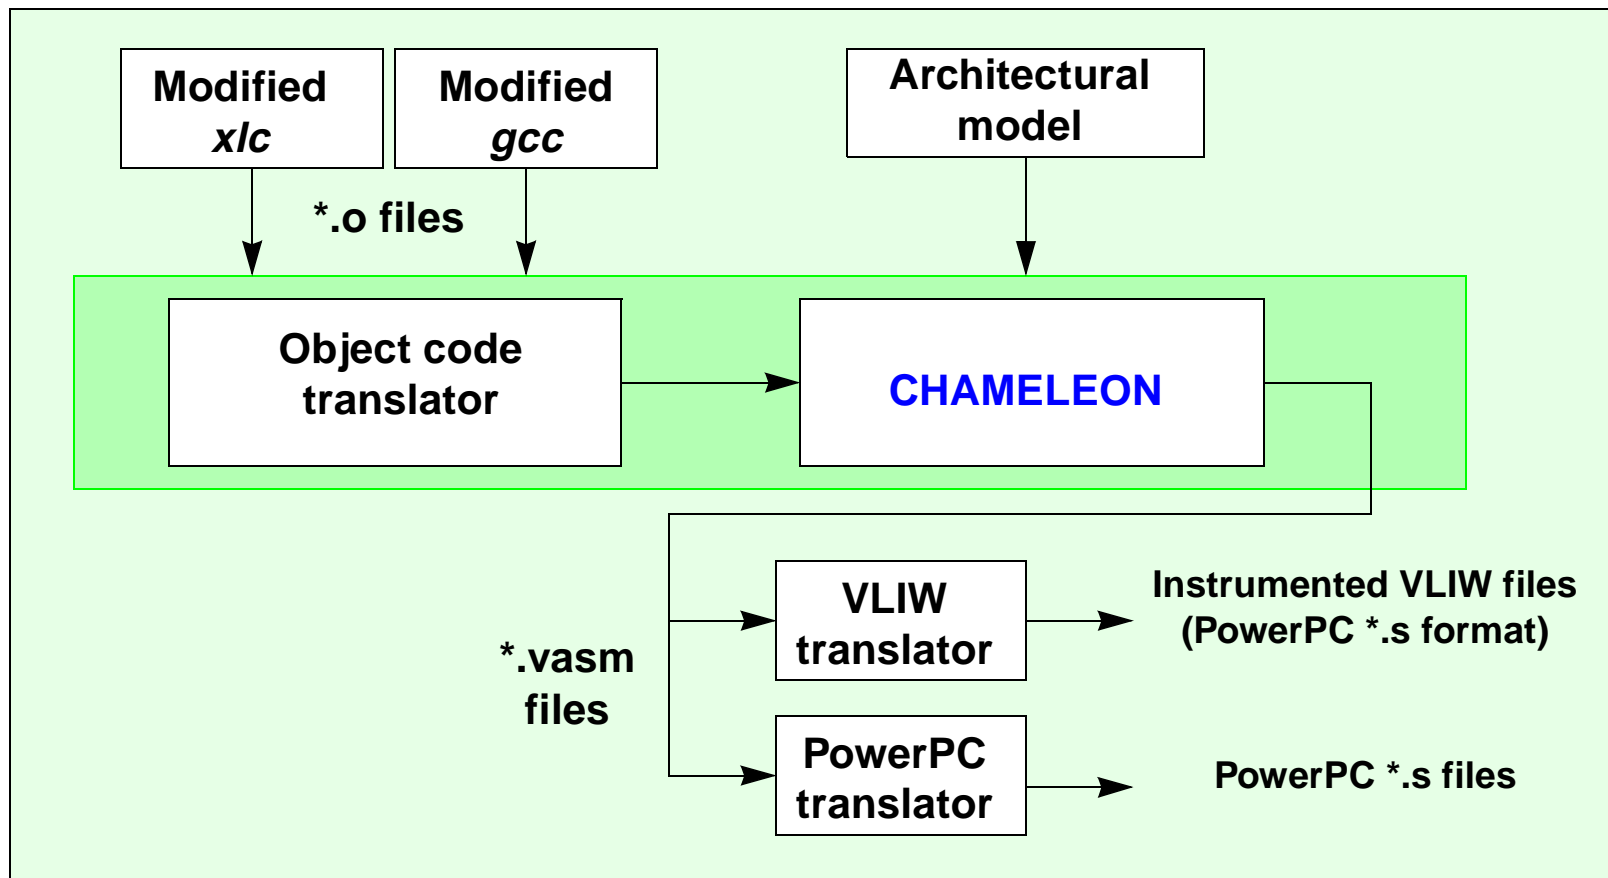 Modified
xlc
Modified
gcc
Architectural
model
*.o files
Object code
translator
CHAMELEON
VLIW
translator
Instrumented VLIW files
(PowerPC *.s format)
*.vasm
files
PowerPC
translator
PowerPC *.s files